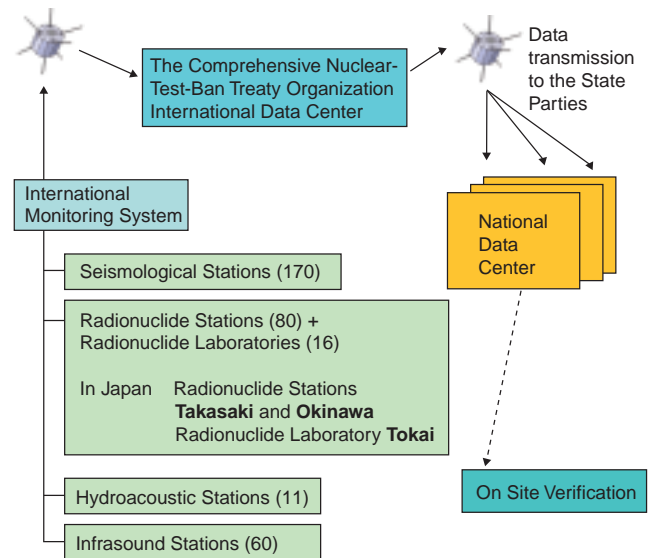 The Comprehensive Nuclear-
Test-Ban Treaty Organization
International Data Center
Data
transmission
to the State
Parties
International
Monitoring System
National
Data
Center
Seismological Stations (170)
Radionuclide Stations (80) +
Radionuclide Laboratories (16)
In Japan Radionuclide Stations
Takasaki and Okinawa
Radionuclide Laboratory Tokai
Hydroacoustic Stations (11)
On Site Verification
Infrasound Stations (60)